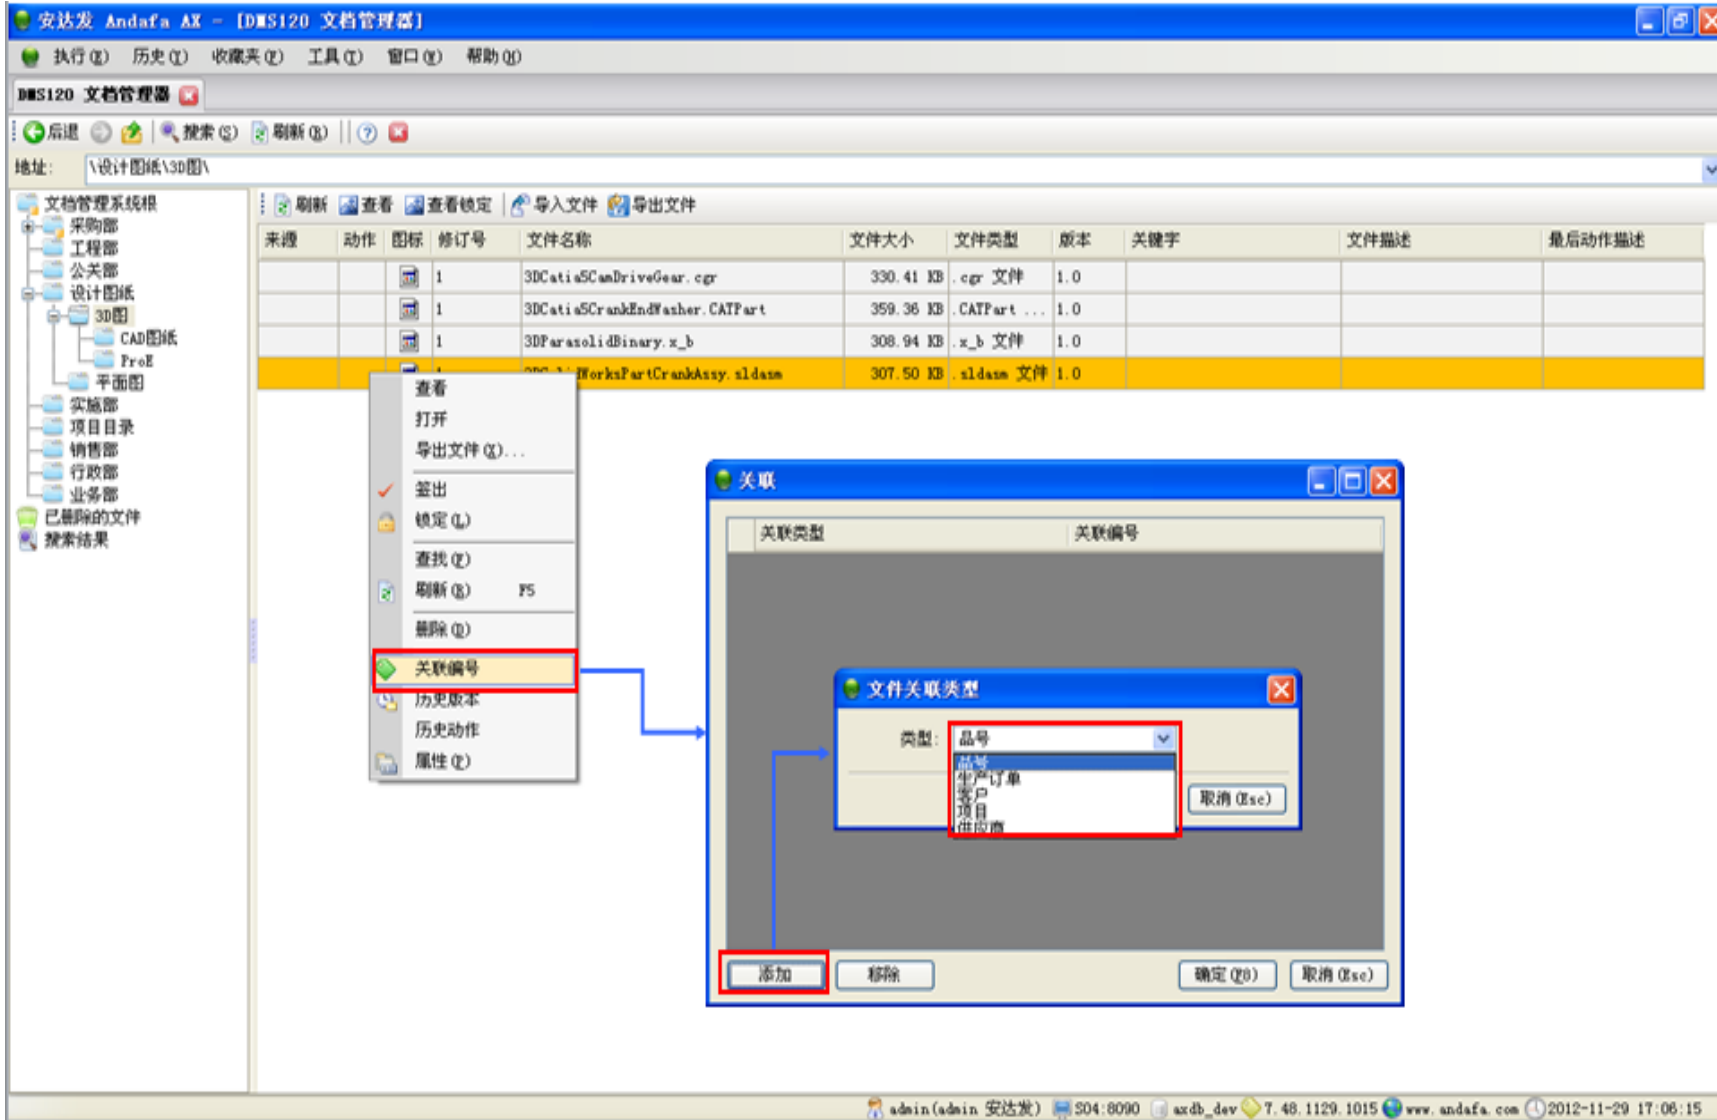 安达发 Andafa AX - [DMS120 文档管理器]
执行(E) 历史(Y) 收藏夹(F) 工具(T) 窗口(W) 帮助(H)
DMS120 文档管理器
后退 搜索(S) 刷新(R)
地址: \设计图纸\3D图\
文档管理系统根
采购部
工程部
公关部
设计图纸
3D图
CAD图纸
ProE
平面图
实施部
项目目录
销售部
行政部
业务部
已删除的文件
搜索结果
刷新 查看 查看锁定 导入文件 导出文件
来源 动作 图标 修订号 文件名称 文件大小 文件类型 版本 关键字 文件描述 最后动作描述
1 3DCatia5CamDriveGear.cgr 330.41 KB .cgr 文件 1.0
1 3DCatia5CrankEndWasher.CATPart 359.36 KB .CATPart ... 1.0
1 3DParasolidBinary.x_b 308.94 KB .x_b 文件 1.0
WorksPartCrankAssy.sldasm 307.50 KB .sldasm 文件 1.0
查看
打开
导出文件(X)...
签出
锁定(L)
查找(F)
刷新(R) F5
删除(D)
关联编号
历史版本
历史动作
属性(P)
关联
关联类型 关联编号
文件关联类型
类型: 品号
品号
生产订单
客户
项目
供应商
取消(Esc)
添加 移除 确定(F8) 取消(Esc)
admin(admin 安达发) S04:8090 axdb_dev 7.48.1129.1015 www.andafa.com 2012-11-29 17:06:15